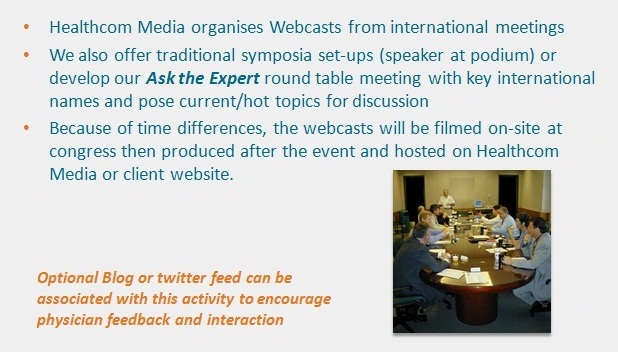 • Healthcom Media organises Webcasts from international meetings
• We also offer traditional symposia set-ups (speaker at podium) or
develop our Ask the Expert round table meeting with key international
names and pose current/hot topics for discussion
• Because of time differences, the webcasts will be filmed on-site at
congress then produced after the event and hosted on Healthcom
Media or client website.
Optional Blog or twitter feed can be
associated with this activity to encourage
physician feedback and interaction